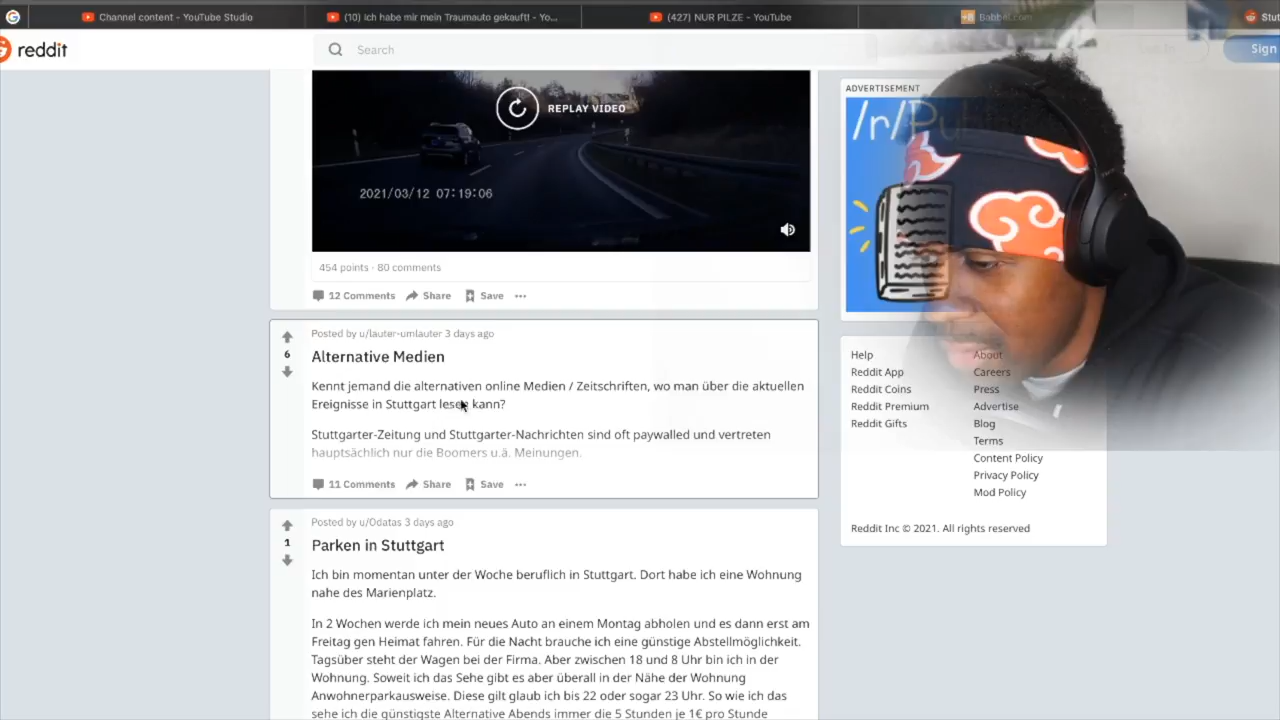 Channel content - YouTube Studio
(10) Ich habe mir mein Traumauto gekauft! - Yo...
(427) NUR PILZE - YouTube
Babbel.com
Stut
reddit
Search
Sign
REPLAY VIDEO
2021/03/12 07:19:06
454 points · 80 comments
12 Comments Share Save ...
ADVERTISEMENT
/r/Pu
Posted by u/lauter-umlauter 3 days ago
6
Alternative Medien
Kennt jemand die alternativen online Medien / Zeitschriften, wo man über die aktuellen
Ereignisse in Stuttgart lesen kann?
Stuttgarter-Zeitung und Stuttgarter-Nachrichten sind oft paywalled und vertreten
hauptsächlich nur die Boomers u.ä. Meinungen.
11 Comments Share Save ...
Posted by u/Odatas 3 days ago
1
Parken in Stuttgart
Ich bin momentan unter der Woche beruflich in Stuttgart. Dort habe ich eine Wohnung
nahe des Marienplatz.
In 2 Wochen werde ich mein neues Auto an einem Montag abholen und es dann erst am
Freitag gen Heimat fahren. Für die Nacht brauche ich eine günstige Abstellmöglichkeit.
Tagsüber steht der Wagen bei der Firma. Aber zwischen 18 und 8 Uhr bin ich in der
Wohnung. Soweit ich das Sehe gibt es aber überall in der Nähe der Wohnung
Anwohnerparkausweise. Diese gilt glaub ich bis 22 oder sogar 23 Uhr. So wie ich das
sehe ich die günstigste Alternative Abends immer die 5 Stunden je 1€ pro Stunde
Help
Reddit App
Reddit Coins
Reddit Premium
Reddit Gifts
About
Careers
Press
Advertise
Blog
Terms
Content Policy
Privacy Policy
Mod Policy
Reddit Inc © 2021. All rights reserved